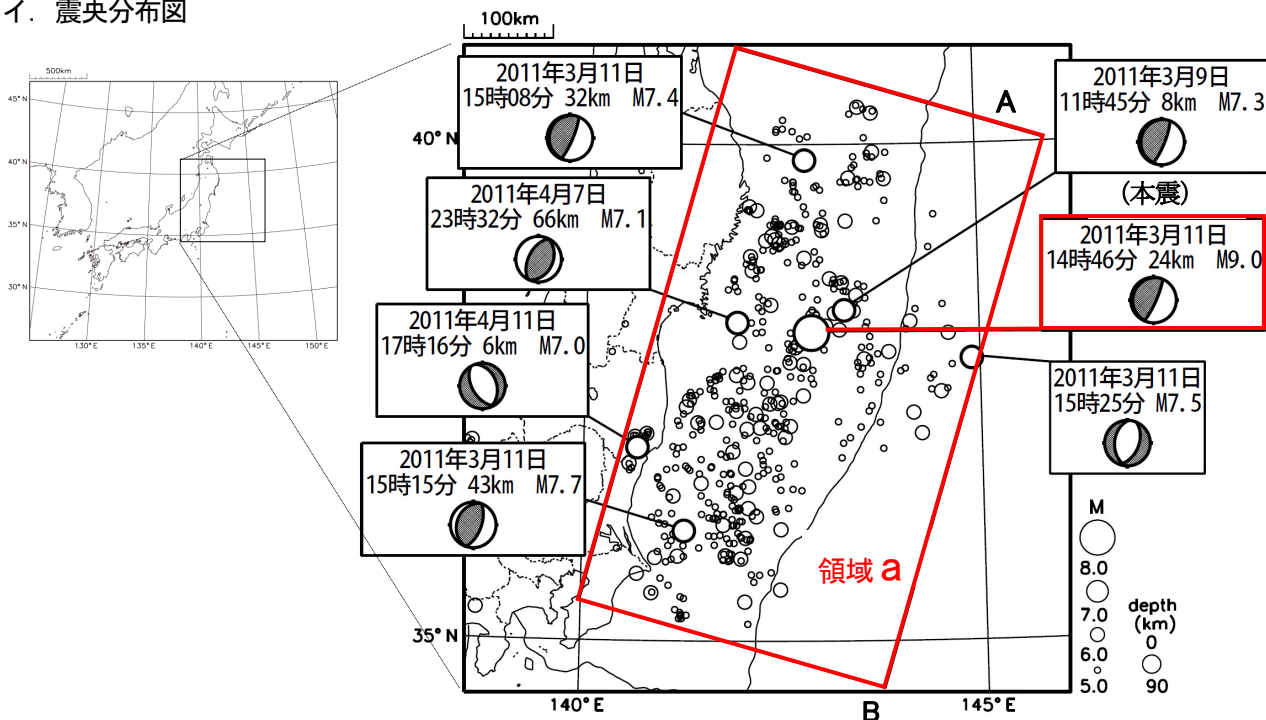 イ. 震央分布図
500km
45°N
40°N
35°N
30°N
130°E
135°E
140°E
145°E
150°E
100km
40°N
35°N
140°E
145°E
2011年3月11日
15時08分 32km M7.4
2011年4月7日
23時32分 66km M7.1
2011年4月11日
17時16分 6km M7.0
2011年3月11日
15時15分 43km M7.7
A
2011年3月9日
11時45分 8km M7.3
(本震)
2011年3月11日
14時46分 24km M9.0
2011年3月11日
15時25分 M7.5
領域a
B
M
8.0
7.0
6.0
5.0
depth
(km)
0
90